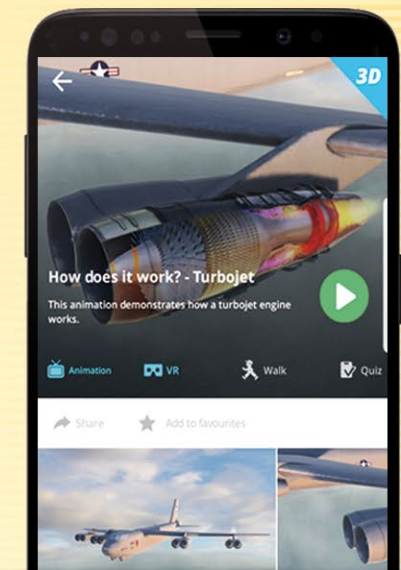 3D
How does it work? - Turbojet
This animation demonstrates how a turbojet engine
works.
Animation VR Walk Quiz
Share Add to favourites